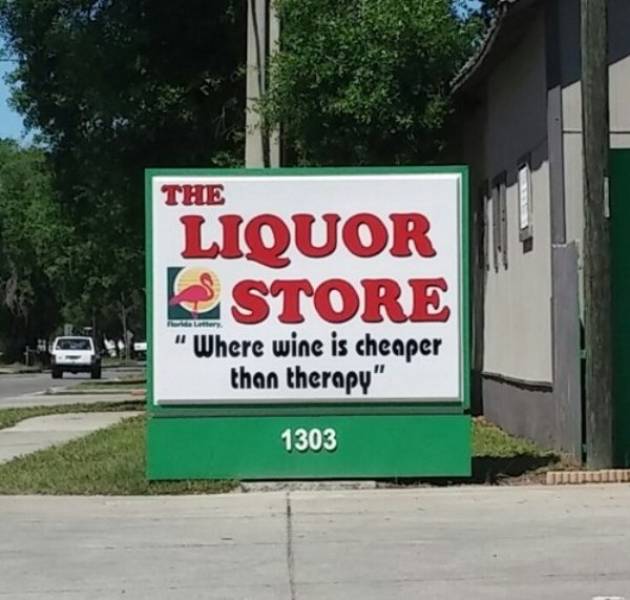 THE
LIQUOR
STORE
Florida Lottery.
“ Where wine is cheaper
than therapy”
1303